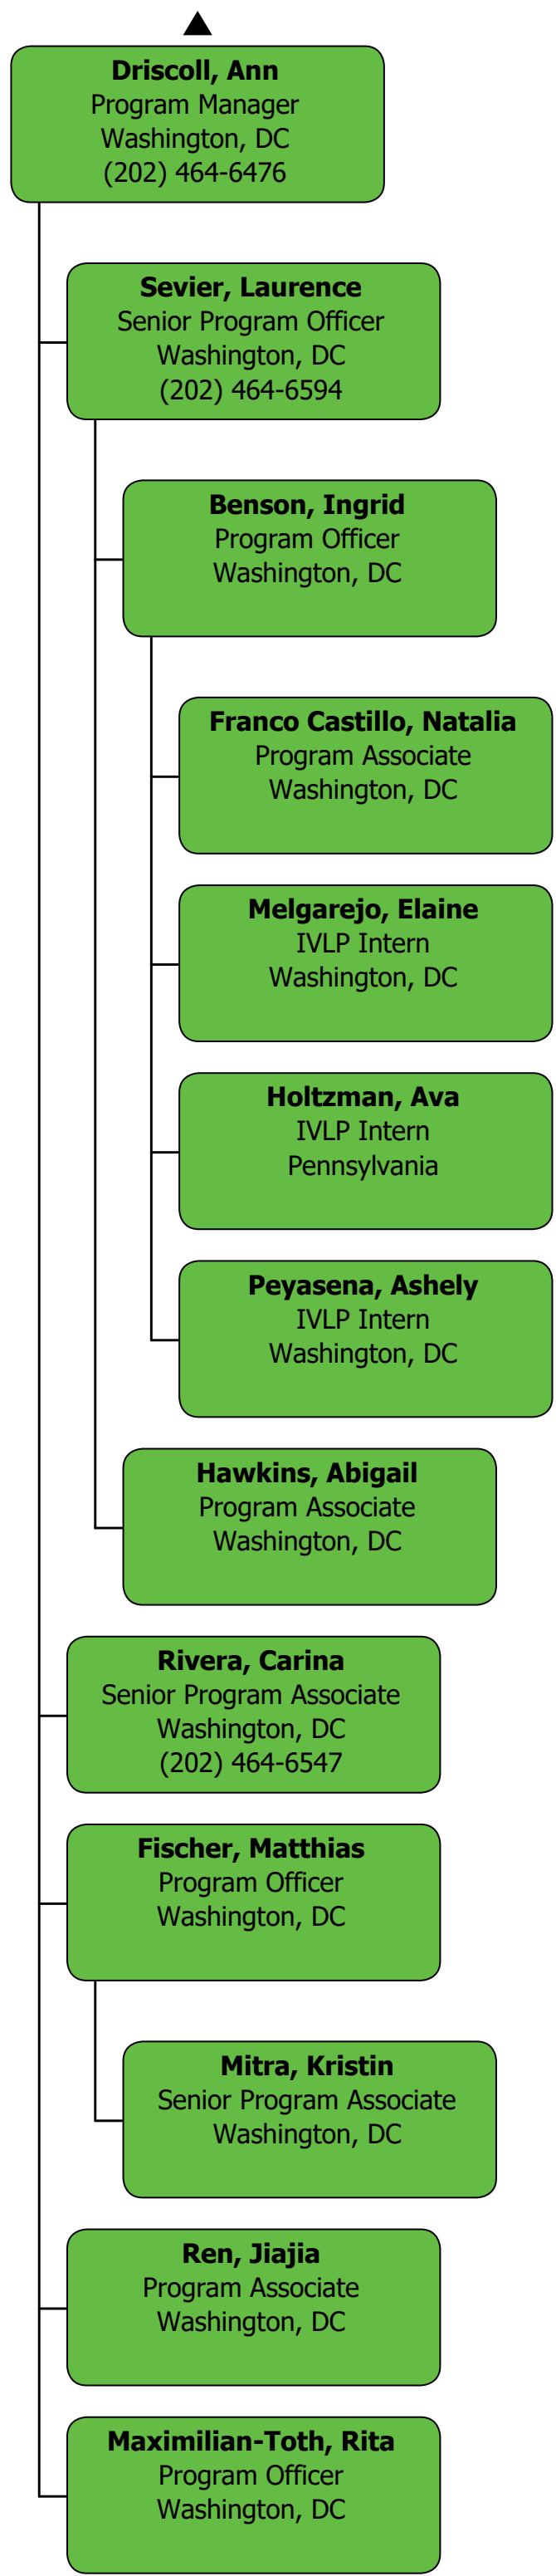 Driscoll, Ann
Program Manager
Washington, DC
(202) 464-6476
Sevier, Laurence
Senior Program Officer
Washington, DC
(202) 464-6594
Benson, Ingrid
Program Officer
Washington, DC
Franco Castillo, Natalia
Program Associate
Washington, DC
Melgarejo, Elaine
IVLP Intern
Washington, DC
Holtzman, Ava
IVLP Intern
Pennsylvania
Peyasena, Ashely
IVLP Intern
Washington, DC
Hawkins, Abigail
Program Associate
Washington, DC
Rivera, Carina
Senior Program Associate
Washington, DC
(202) 464-6547
Fischer, Matthias
Program Officer
Washington, DC
Mitra, Kristin
Senior Program Associate
Washington, DC
Ren, Jiajia
Program Associate
Washington, DC
Maximilian-Toth, Rita
Program Officer
Washington, DC